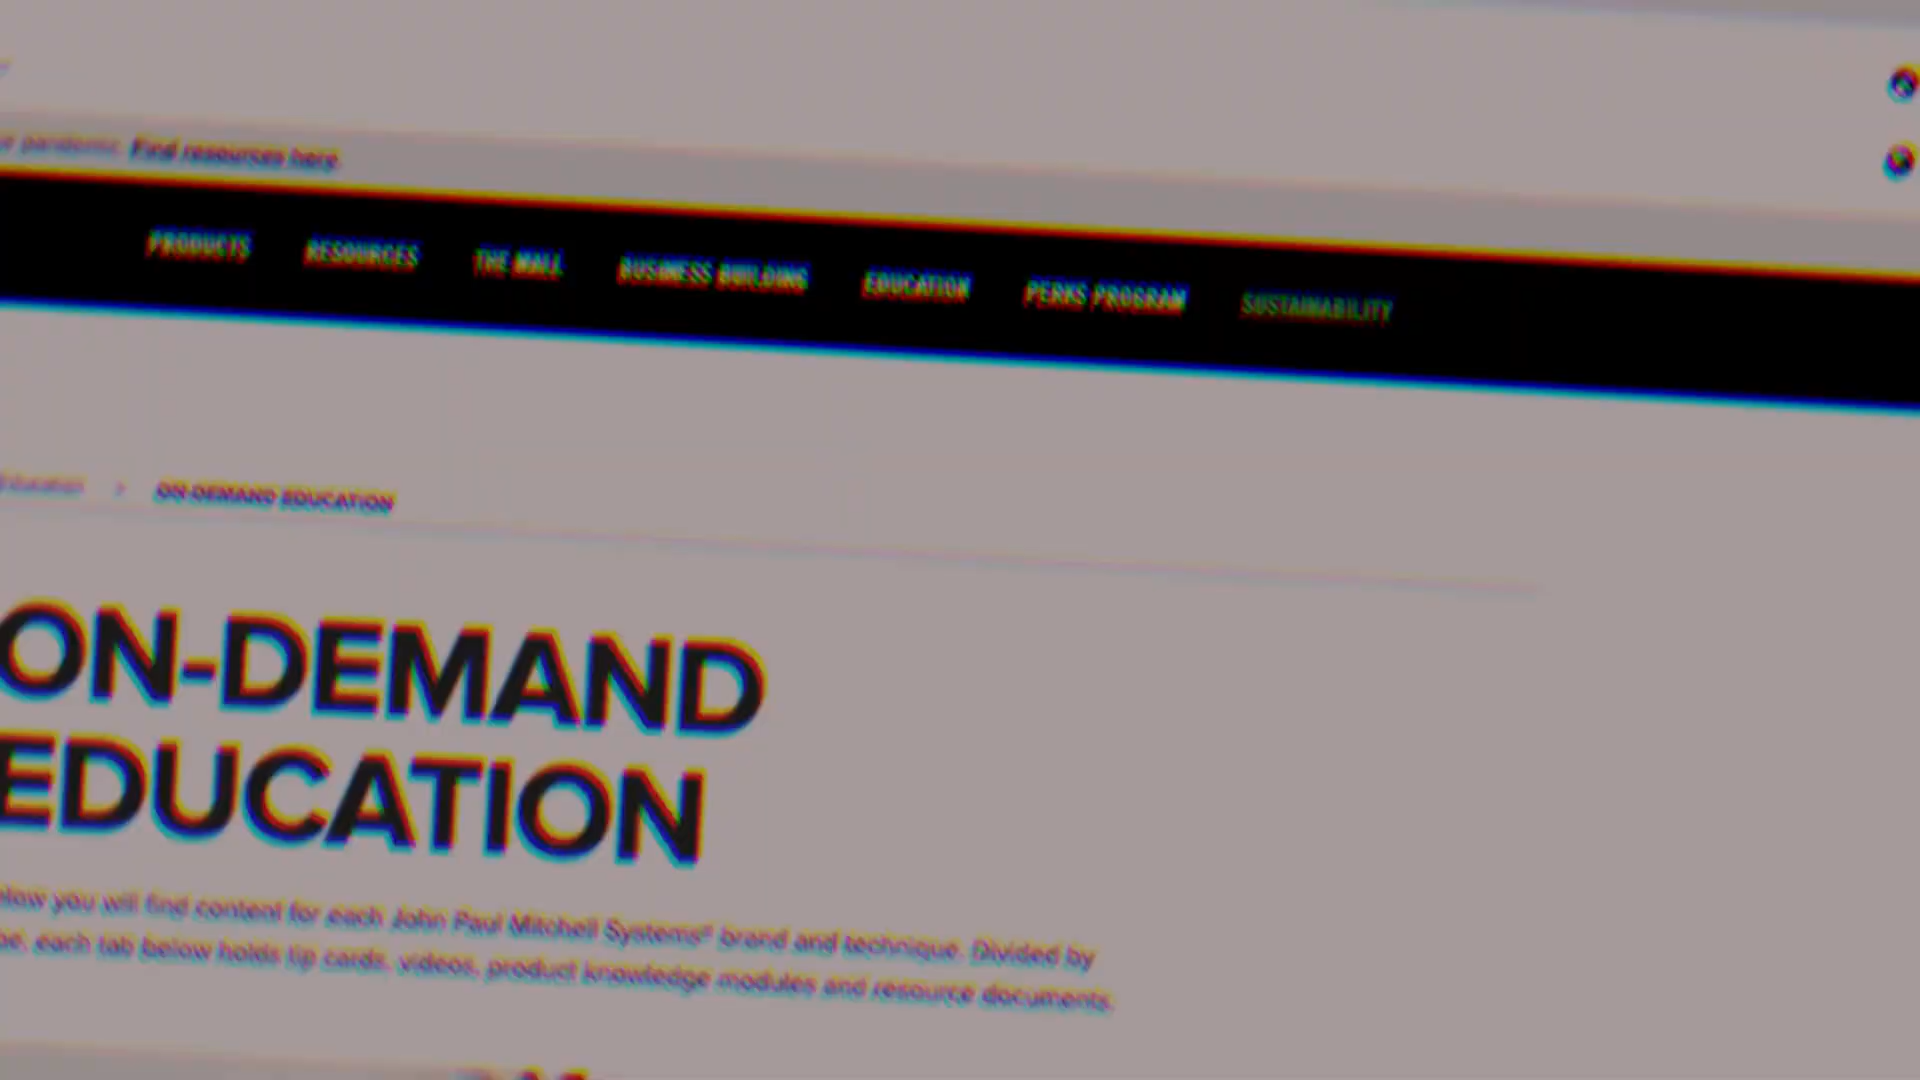 pandemic. Find resources here.
PRODUCTS RESOURCES THE MALL BUSINESS BUILDING EDUCATION PERKS PROGRAM SUSTAINABILITY
Education > ON-DEMAND EDUCATION
ON-DEMAND
EDUCATION
you will find content for each John Paul Mitchell Systems® brand and technique. Divided by
each tab below holds tip cards, videos, product knowledge modules and resource documents.